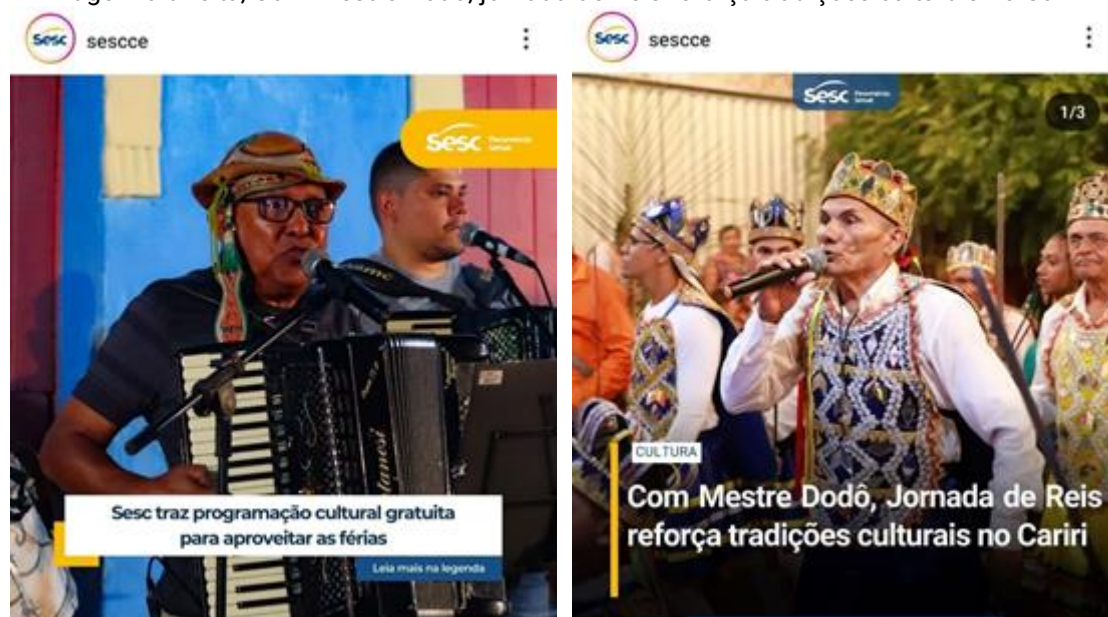 sescce
Sesc
Sesc
Sesc traz programação cultural gratuita
para aproveitar as férias
Leia mais na legenda
sescce
Sesc
Sesc
1/3
CULTURA
Com Mestre Dodô, Jornada de Reis
reforça tradições culturais no Cariri